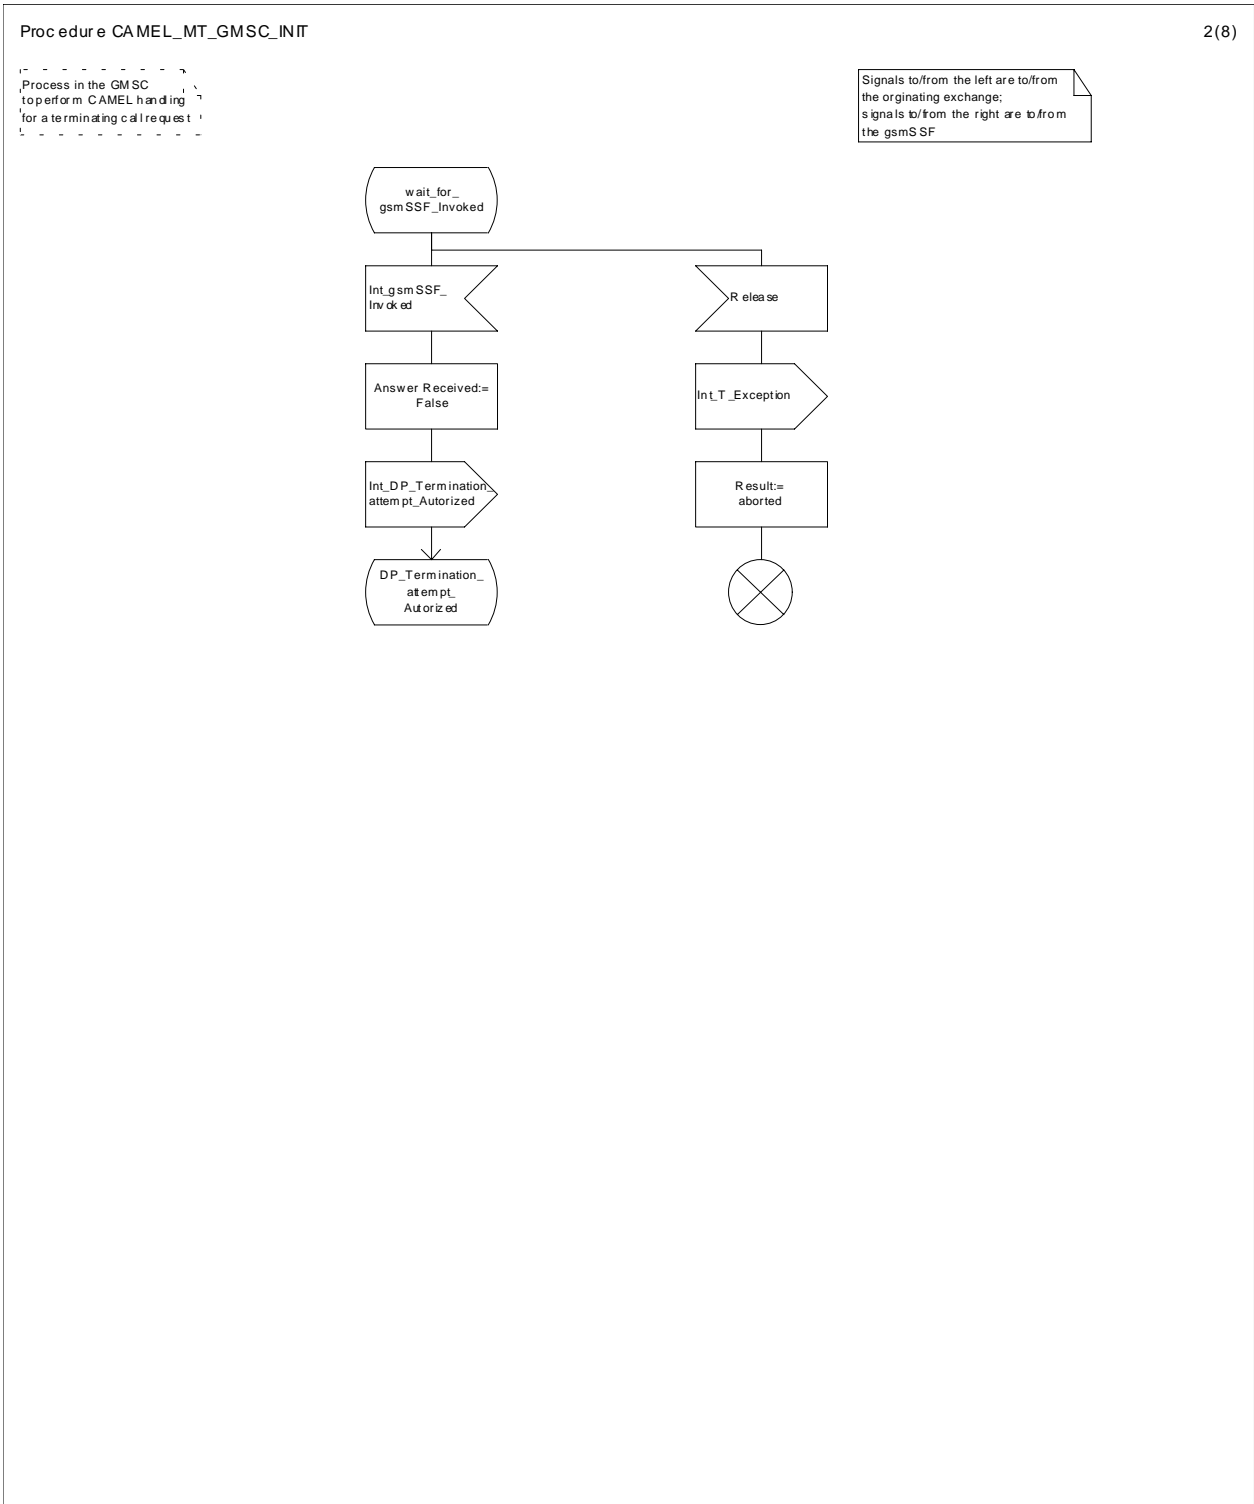 Procedure CAMEL_MT_GMSC_INIT
2(8)
Process in the GMSC
to perform CAMEL handling
for a terminating call request
Signals to/from the left are to/from
the orginating exchange;
signals to/from the right are to/from
the gsmSSF
wait_for_
gsmSSF_Invoked
Int_gsmSSF_
Invoked
Release
Answer Received:=
False
Int_T_Exception
Int_DP_Termination_
attempt_Autorized
Result:=
aborted
DP_Termination_
attempt_
Autorized